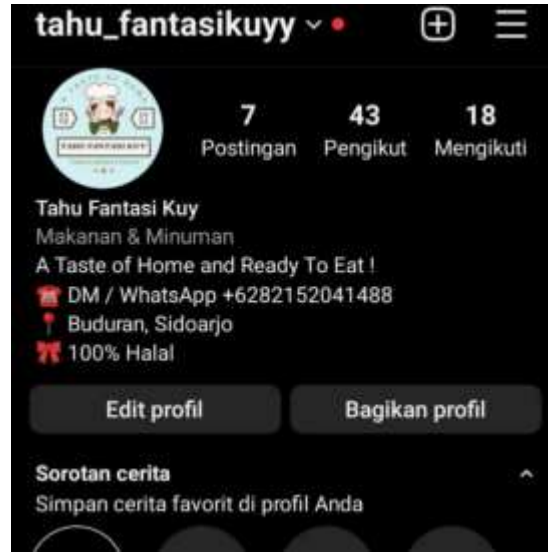 tahu_fantasikuyy
7 43 18
Postingan Pengikut Mengikuti
Tahu Fantasi Kuy
Makanan & Minuman
A Taste of Home and Ready To Eat !
DM / WhatsApp +6282152041488
Buduran, Sidoarjo
100% Halal
Edit profil Bagikan profil
Sorotan cerita
Simpan cerita favorit di profil Anda